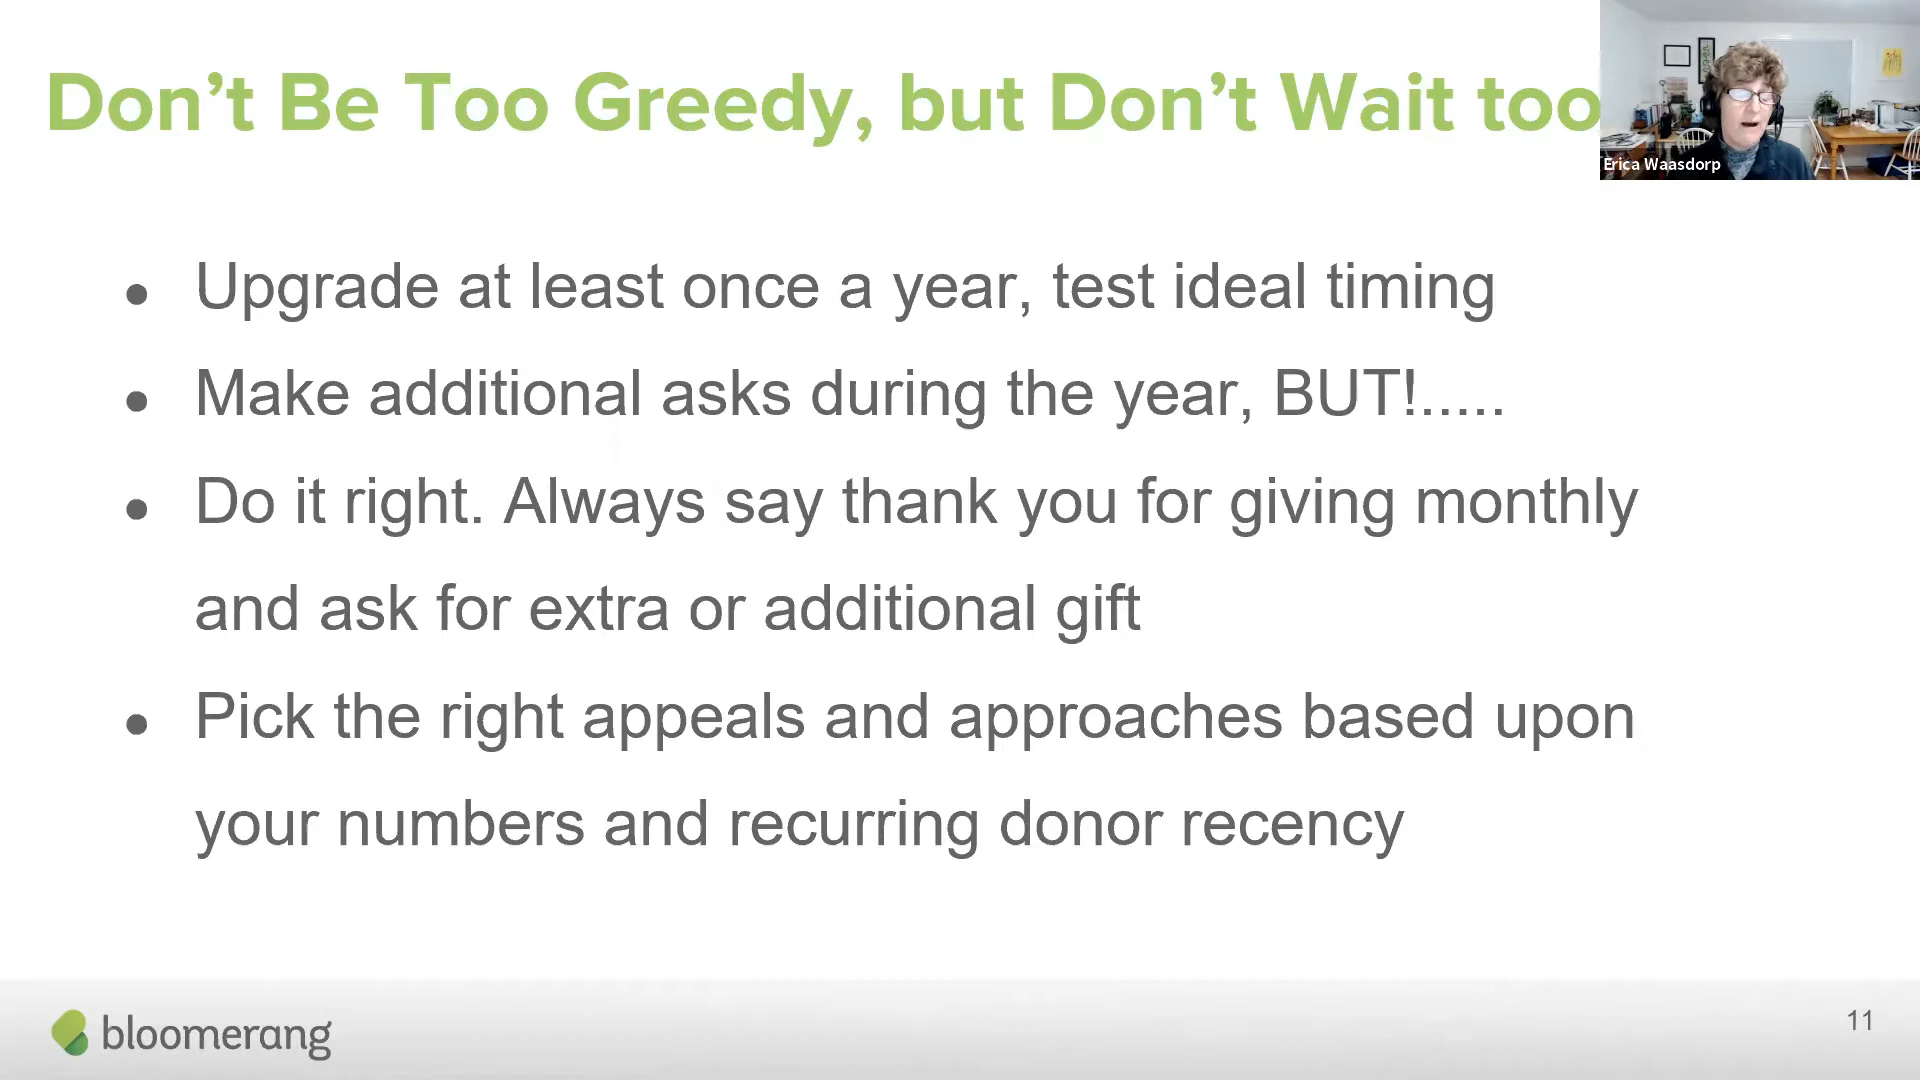 Don’t Be Too Greedy, but Don’t Wait too
Erica Waasdorp
● Upgrade at least once a year, test ideal timing
● Make additional asks during the year, BUT!.....
● Do it right. Always say thank you for giving monthly
and ask for extra or additional gift
● Pick the right appeals and approaches based upon
your numbers and recurring donor recency
bloomerang
11